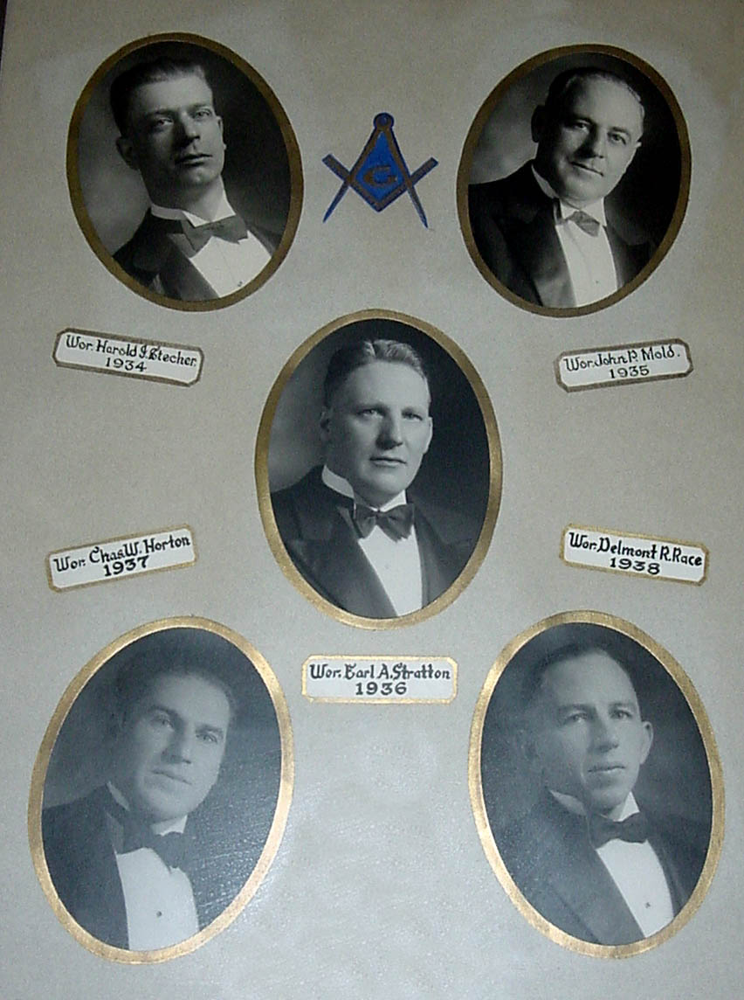 G
Wor. Harold J. Stecher.
1934
Wor. John P. Mold.
1935
Wor. Chas. W. Horton
1937
Wor. Delmont R. Race
1938
Wor. Earl A. Stratton
1936